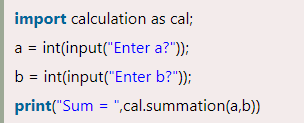 import calculation as cal;
a = int(input("Enter a?"));
b = int(input("Enter b?"));
print("Sum = ",cal.summation(a,b))